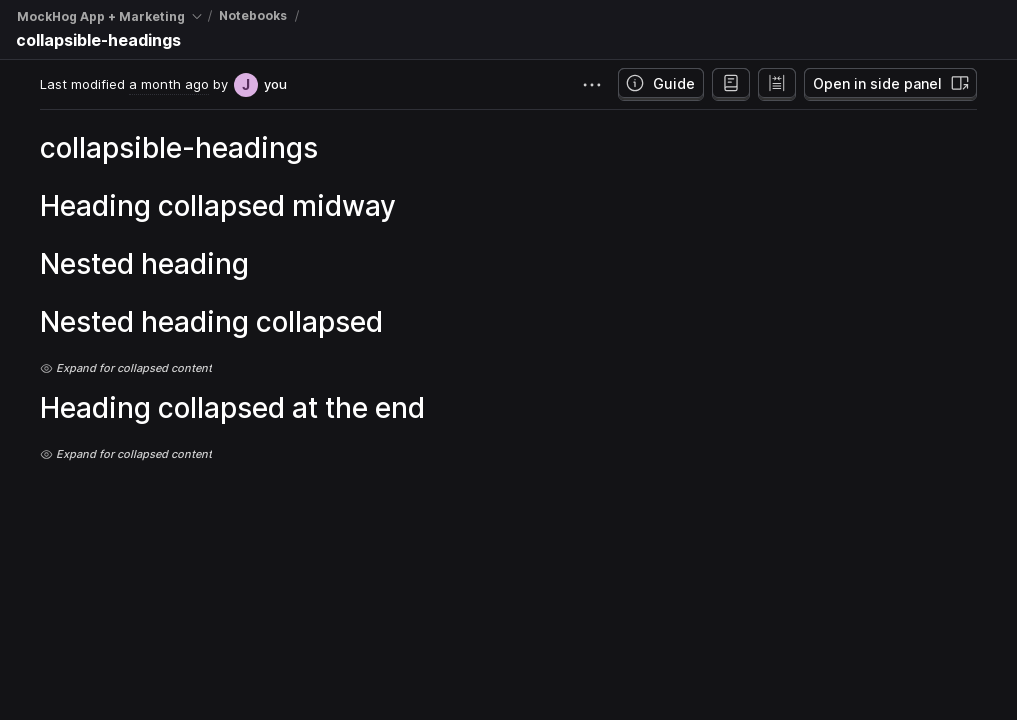 MockHog App + Marketing / Notebooks /
collapsible-headings
Last modified a month ago by J you
Guide
Open in side panel
collapsible-headings
Heading collapsed midway
Nested heading
Nested heading collapsed
Expand for collapsed content
Heading collapsed at the end
Expand for collapsed content